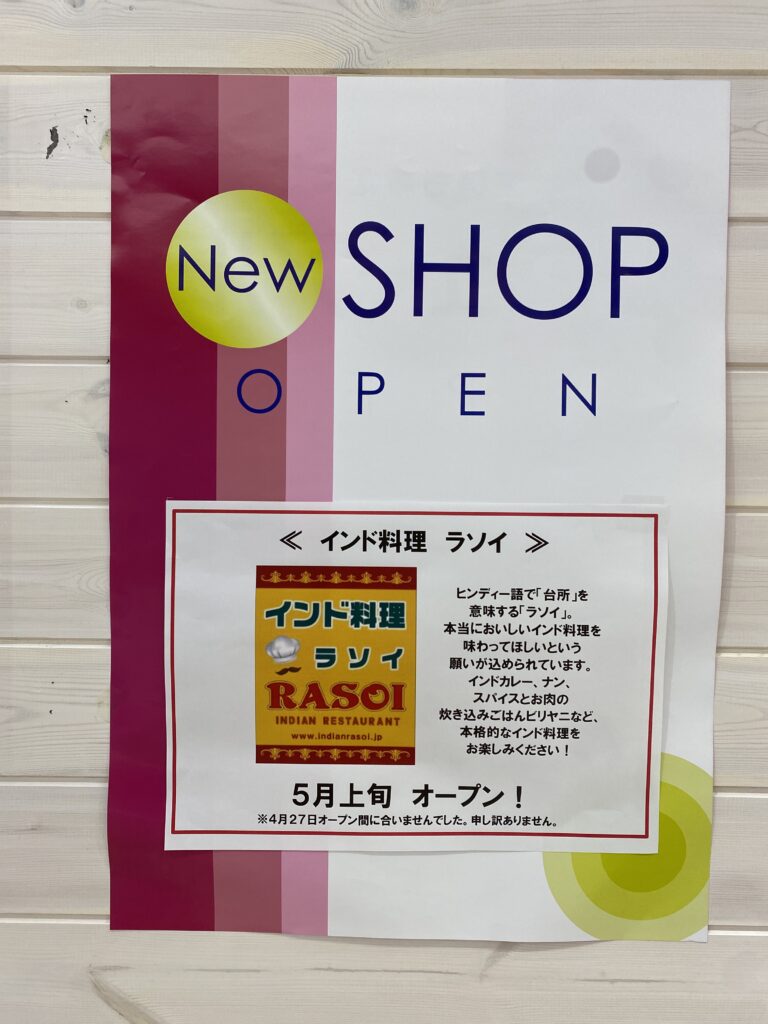 New SHOP
OPEN
≪ インド料理 ラソイ ≫
インド料理
ラソイ
RASOI
INDIAN RESTAURANT
www.indianrasoi.jp
ヒンディー語で「台所」を
意味する「ラソイ」。
本当においしいインド料理を
味わってほしいという
願いが込められています。
インドカレー、ナン、
スパイスとお肉の
炊き込みごはんビリヤニなど、
本格的なインド料理を
お楽しみください！
５月上旬 オープン！
※４月２７日オープン間に合いませんでした。申し訳ありません。